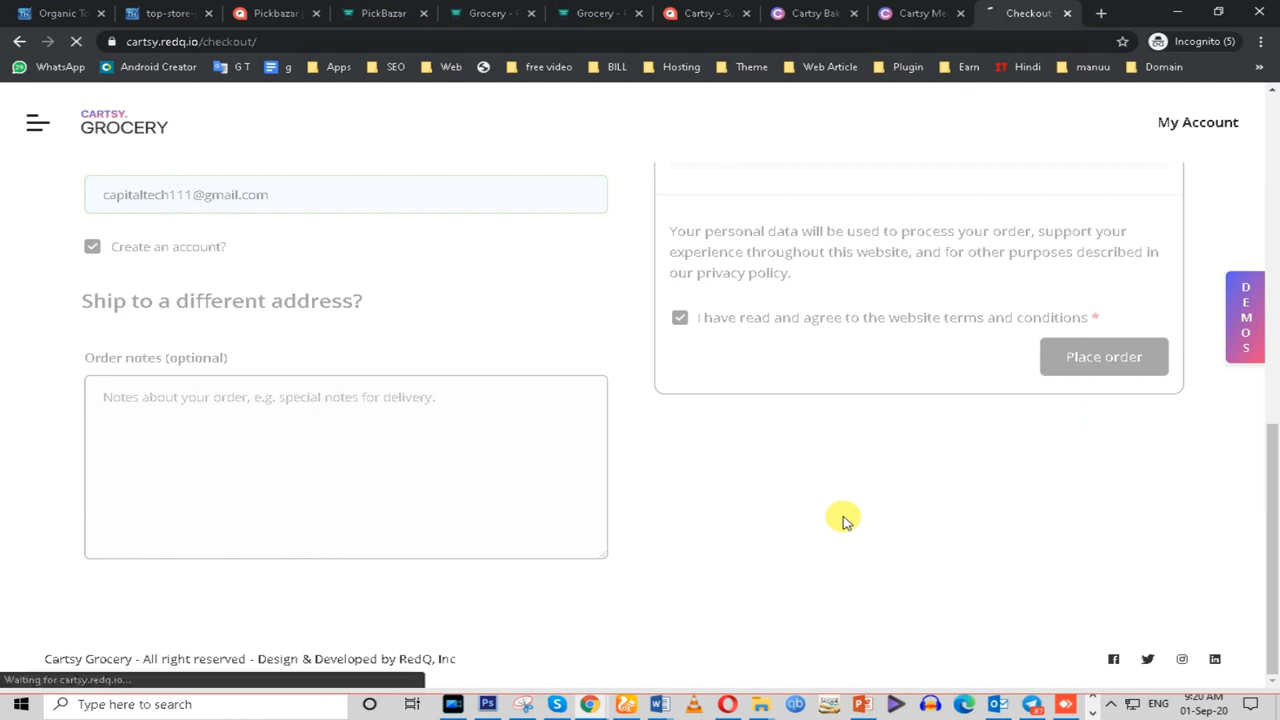 Organic To
top-store
Pickbazar
PickBazar
Grocery - 
Grocery - 
Cartsy - Su
Cartsy Bak
Cartsy Me
Checkout
cartsy.redq.io/checkout/
Incognito (5)
WhatsApp
Android Creator
G T
g
Apps
SEO
Web
free video
BILL
Hosting
Theme
Web Article
Plugin
Earn
Hindi
manuu
Domain
»
CARTSY.
GROCERY
My Account
capitaltech111@gmail.com
Create an account?
Ship to a different address?
Order notes (optional)
Notes about your order, e.g. special notes for delivery.
Your personal data will be used to process your order, support your
experience throughout this website, and for other purposes described in
our privacy policy.
I have read and agree to the website terms and conditions *
Place order
D
E
M
O
S
Cartsy Grocery - All right reserved - Design & Developed by RedQ, Inc
Waiting for cartsy.redq.io...
Type here to search
ENG
9:20 AM
01-Sep-20